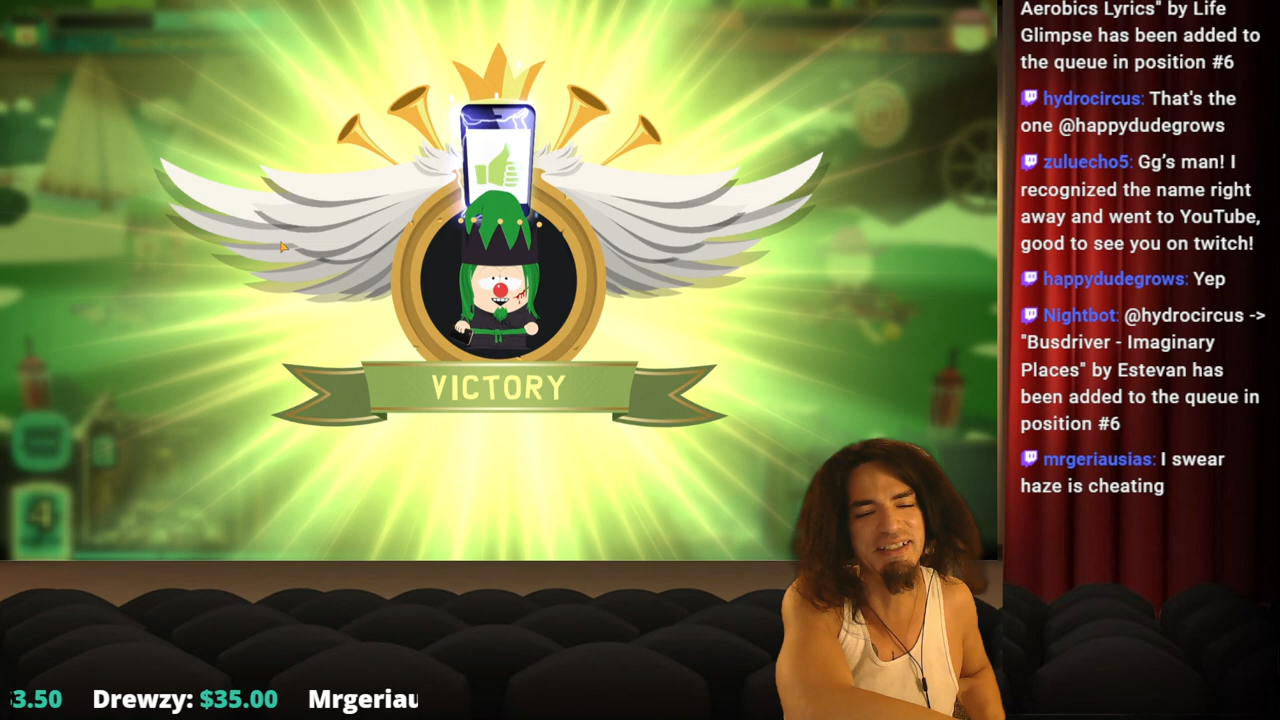 Aerobics Lyrics" by Life
Glimpse has been added to
the queue in position #6
hydrocircus: That's the
one @happydudegrows
zuluecho5: Gg's man! I
recognized the name right
away and went to YouTube,
good to see you on twitch!
happydudegrows: Yep
Nightbot: @hydrocircus ->
"Busdriver - Imaginary
Places" by Estevan has
been added to the queue in
position #6
mrgeriausias: I swear
haze is cheating
VICTORY
4
3.50 Drewzy: $35.00 Mrgeriau